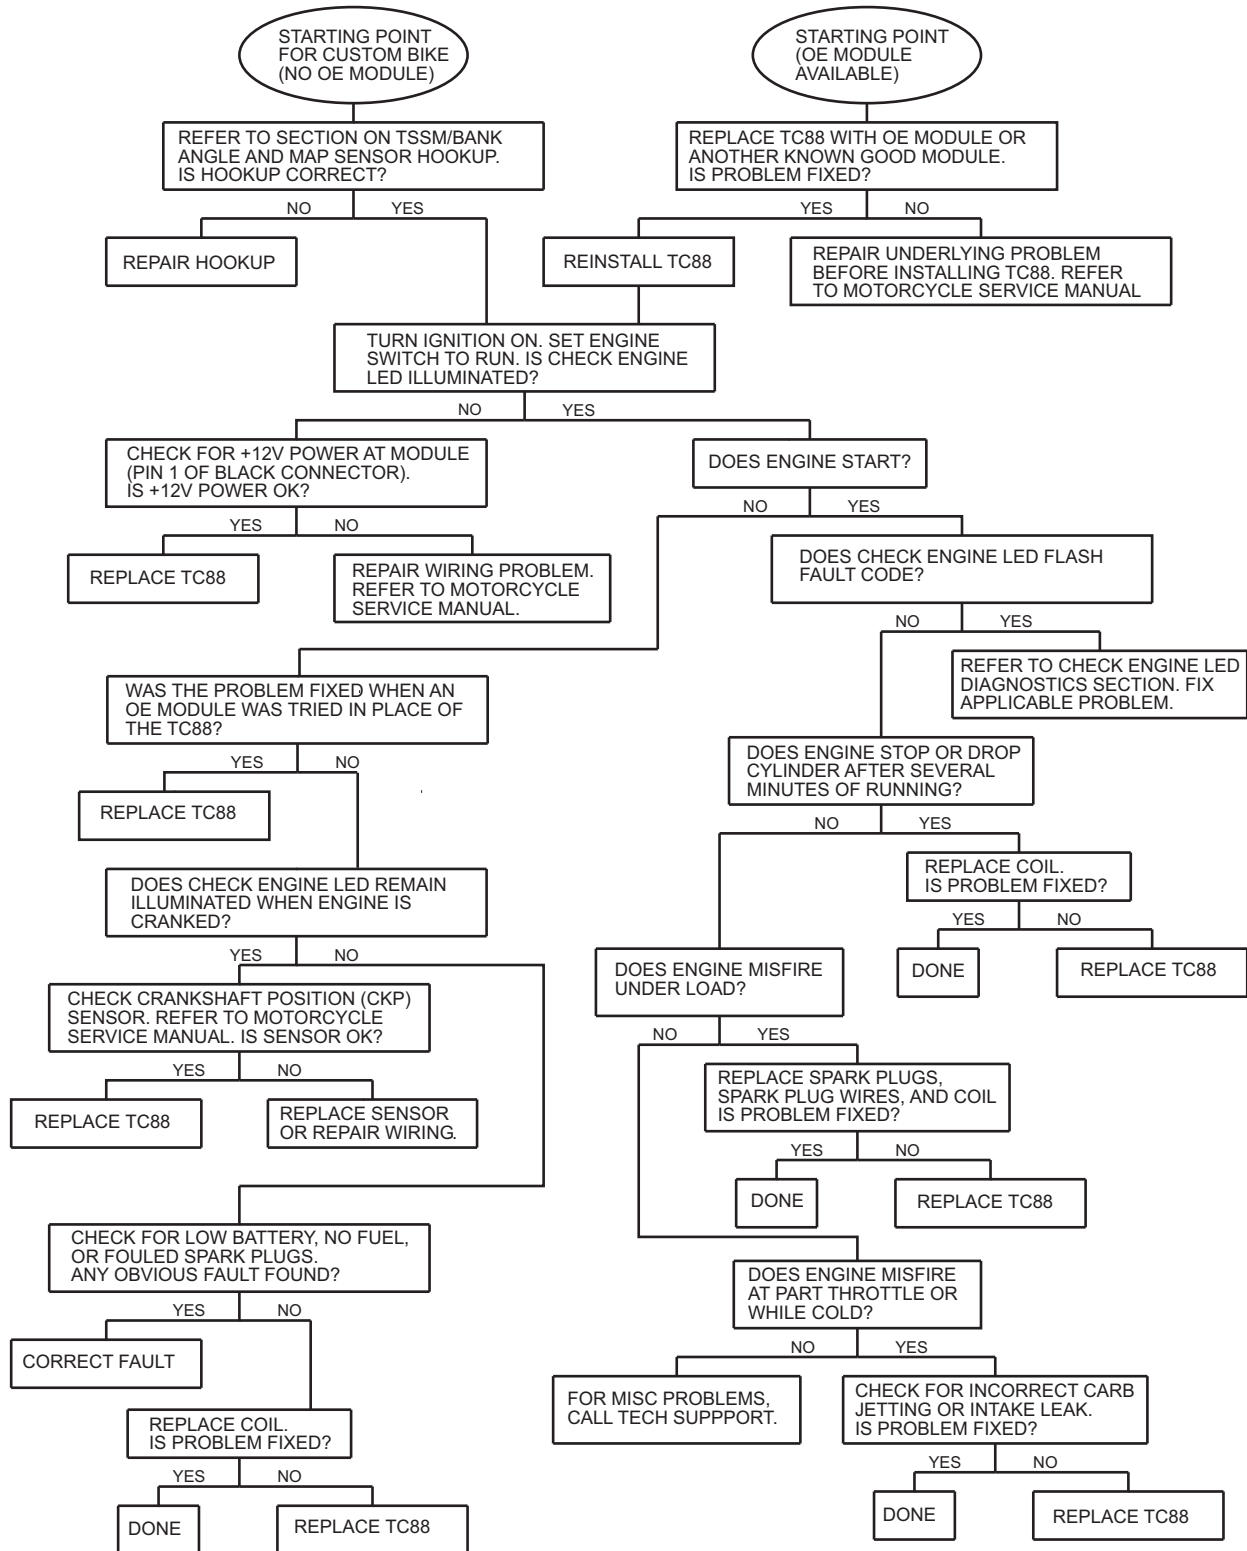 STARTING POINT
FOR CUSTOM BIKE
(NO OE MODULE)
STARTING POINT
(OE MODULE
AVAILABLE)
REFER TO SECTION ON TSSM/BANK
ANGLE AND MAP SENSOR HOOKUP.
IS HOOKUP CORRECT?
REPLACE TC88 WITH OE MODULE OR
ANOTHER KNOWN GOOD MODULE.
IS PROBLEM FIXED?
NO
YES
YES
NO
REPAIR HOOKUP
REINSTALL TC88
REPAIR UNDERLYING PROBLEM
BEFORE INSTALLING TC88. REFER
TO MOTORCYCLE SERVICE MANUAL
TURN IGNITION ON. SET ENGINE
SWITCH TO RUN. IS CHECK ENGINE
LED ILLUMINATED?
NO
YES
CHECK FOR +12V POWER AT MODULE
(PIN 1 OF BLACK CONNECTOR).
IS +12V POWER OK?
DOES ENGINE START?
YES
NO
NO
YES
REPLACE TC88
REPAIR WIRING PROBLEM.
REFER TO MOTORCYCLE
SERVICE MANUAL.
DOES CHECK ENGINE LED FLASH
FAULT CODE?
NO
YES
REFER TO CHECK ENGINE LED
DIAGNOSTICS SECTION. FIX
APPLICABLE PROBLEM.
WAS THE PROBLEM FIXED WHEN AN
OE MODULE WAS TRIED IN PLACE OF
THE TC88?
YES
NO
REPLACE TC88
DOES ENGINE STOP OR DROP
CYLINDER AFTER SEVERAL
MINUTES OF RUNNING?
NO
YES
REPLACE COIL.
IS PROBLEM FIXED?
YES
NO
DONE
REPLACE TC88
DOES CHECK ENGINE LED REMAIN
ILLUMINATED WHEN ENGINE IS
CRANKED?
YES
NO
DOES ENGINE MISFIRE
UNDER LOAD?
NO
YES
CHECK CRANKSHAFT POSITION (CKP)
SENSOR. REFER TO MOTORCYCLE
SERVICE MANUAL. IS SENSOR OK?
YES
NO
REPLACE TC88
REPLACE SENSOR
OR REPAIR WIRING.
REPLACE SPARK PLUGS,
SPARK PLUG WIRES, AND COIL
IS PROBLEM FIXED?
YES
NO
DONE
REPLACE TC88
CHECK FOR LOW BATTERY, NO FUEL,
OR FOULED SPARK PLUGS.
ANY OBVIOUS FAULT FOUND?
YES
NO
CORRECT FAULT
DOES ENGINE MISFIRE
AT PART THROTTLE OR
WHILE COLD?
NO
YES
FOR MISC PROBLEMS,
CALL TECH SUPPPORT.
CHECK FOR INCORRECT CARB
JETTING OR INTAKE LEAK.
IS PROBLEM FIXED?
YES
NO
DONE
REPLACE TC88
REPLACE COIL.
IS PROBLEM FIXED?
YES
NO
DONE
REPLACE TC88